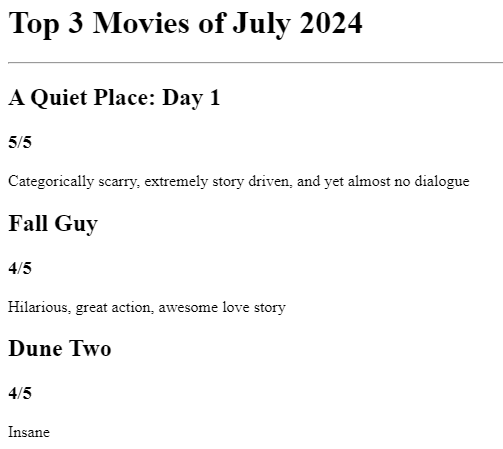 Top 3 Movies of July 2024
A Quiet Place: Day 1
5/5
Categorically scarry, extremely story driven, and yet almost no dialogue
Fall Guy
4/5
Hilarious, great action, awesome love story
Dune Two
4/5
Insane